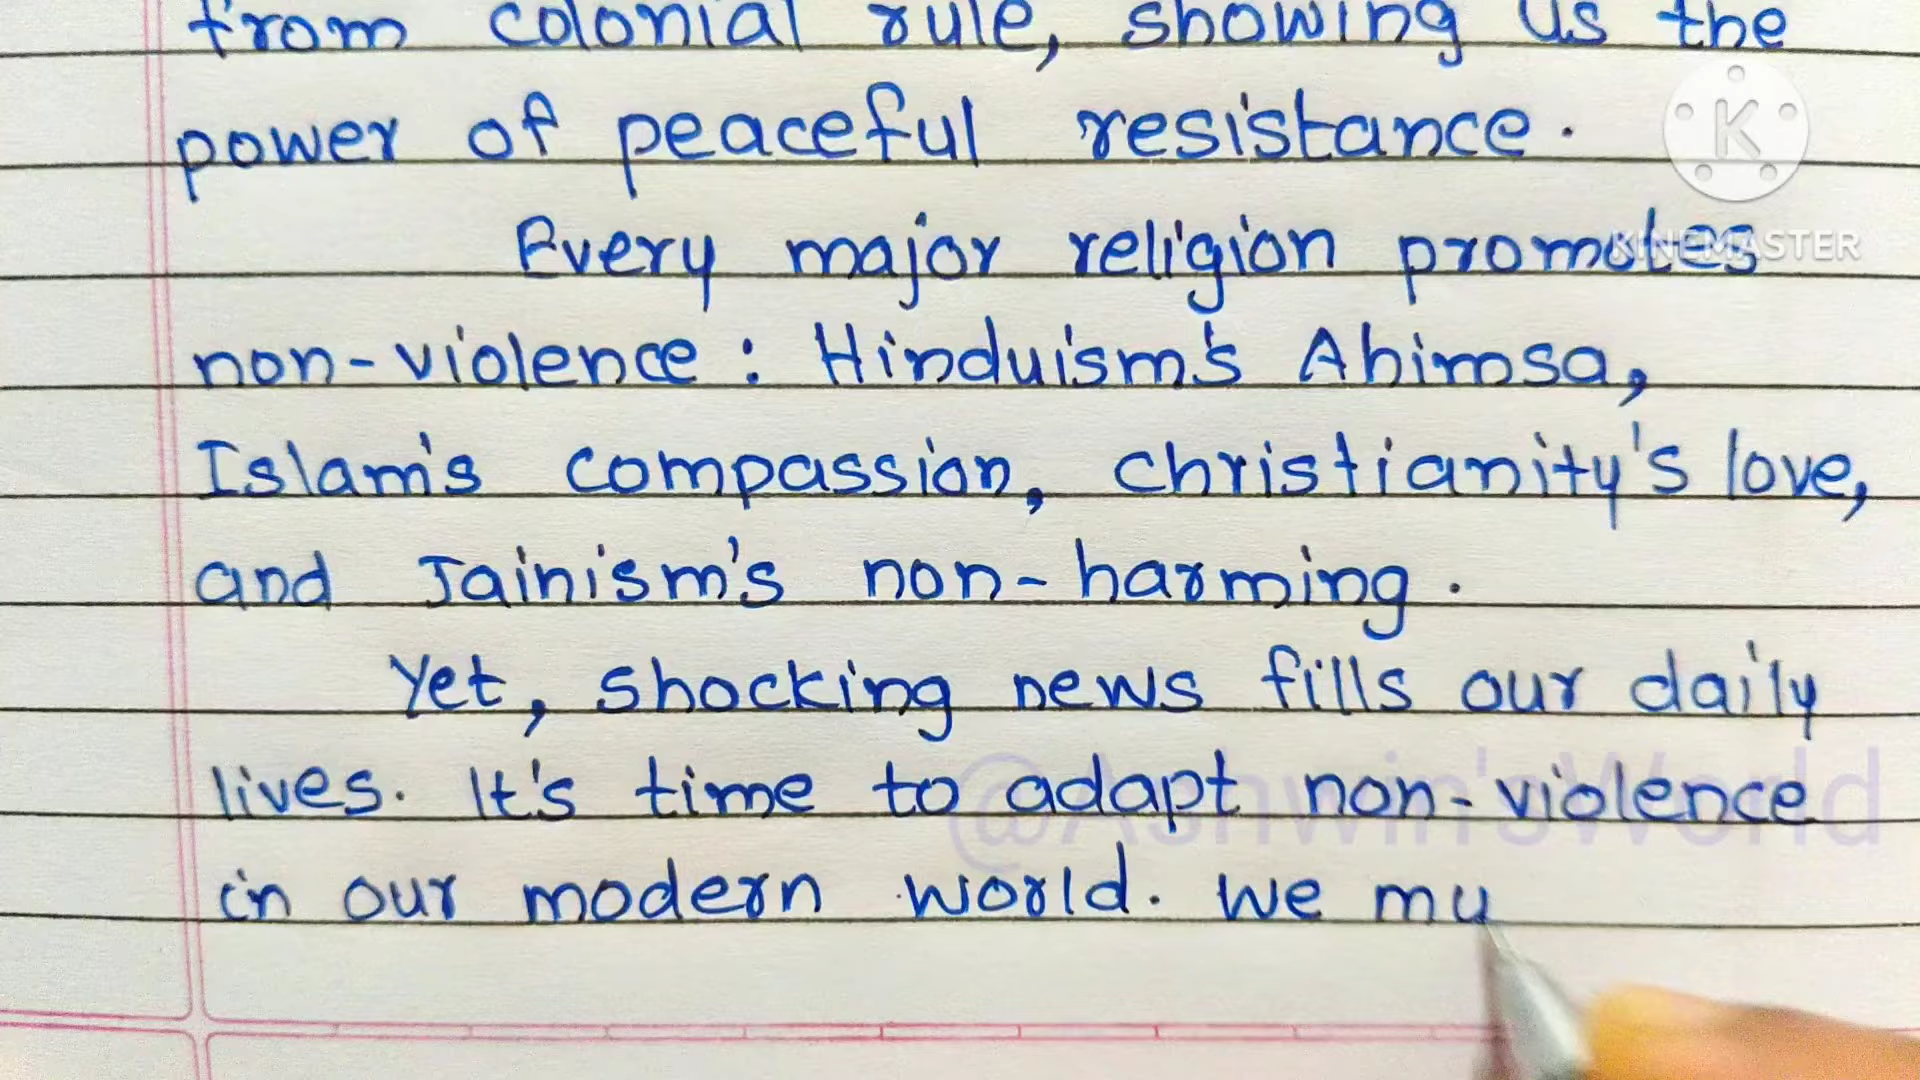 from colonial rule, showing us the
power of peaceful resistance.
K
Every major religion promotes
KINEMASTER
non-violence : Hinduism's Ahimsa,
Islam's compassion, christianity's love,
and Jainism's non-harming.
Yet, shocking news fills our daily
lives. It's time to adapt non-violence
@Ashwin'sWorld
in our modern world. We mu